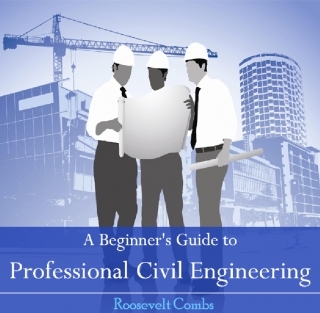 A Beginner's Guide to
Professional Civil Engineering
Roosevelt Combs